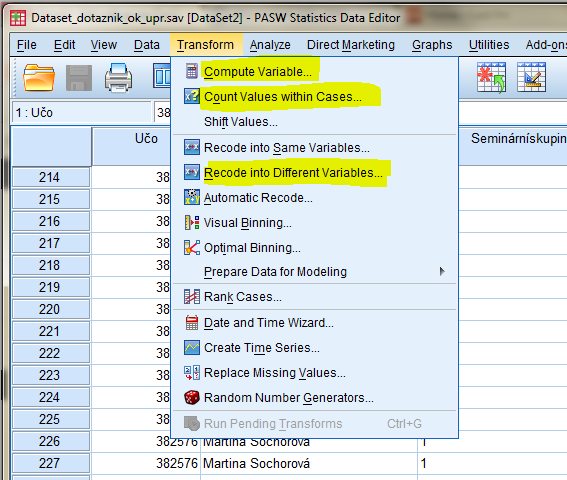 Dataset_dotaznik_ok_upr.sav [DataSet2] - PASW Statistics Data Editor
File Edit View Data Transform Analyze Direct Marketing Graphs Utilities Add-ons
1 : Učo 38
Učo Seminárnískupin
Compute Variable...
Count Values within Cases...
Shift Values...
Recode into Same Variables...
Recode into Different Variables...
Automatic Recode...
Visual Binning...
Optimal Binning...
Prepare Data for Modeling
Rank Cases...
Date and Time Wizard...
Create Time Series...
Replace Missing Values...
Random Number Generators...
Run Pending Transforms Ctrl+G
214 38
215 38
216 38
217 38
218 38
219 38
220 38
221 38
222 38
223 38
224 38
225 38
226 382576 Martina Sochorová 1
227 382576 Martina Sochorová 1